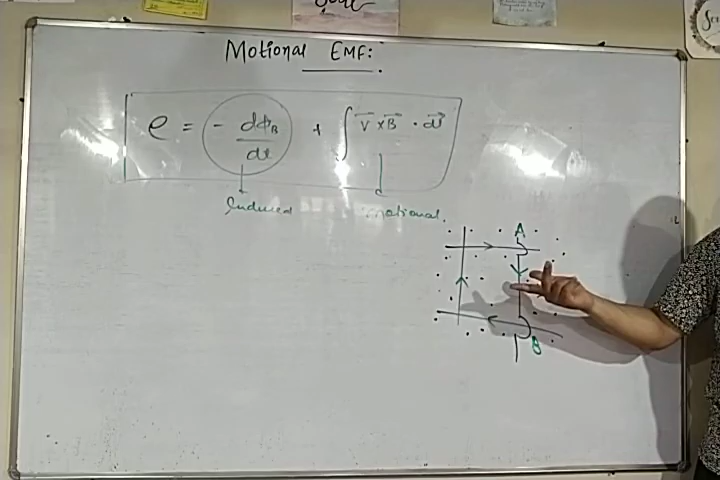 Motional EMF:
e = - dΦB/dt + ∫ V⃗ × B⃗ · dl⃗
Induced motional.
A
B